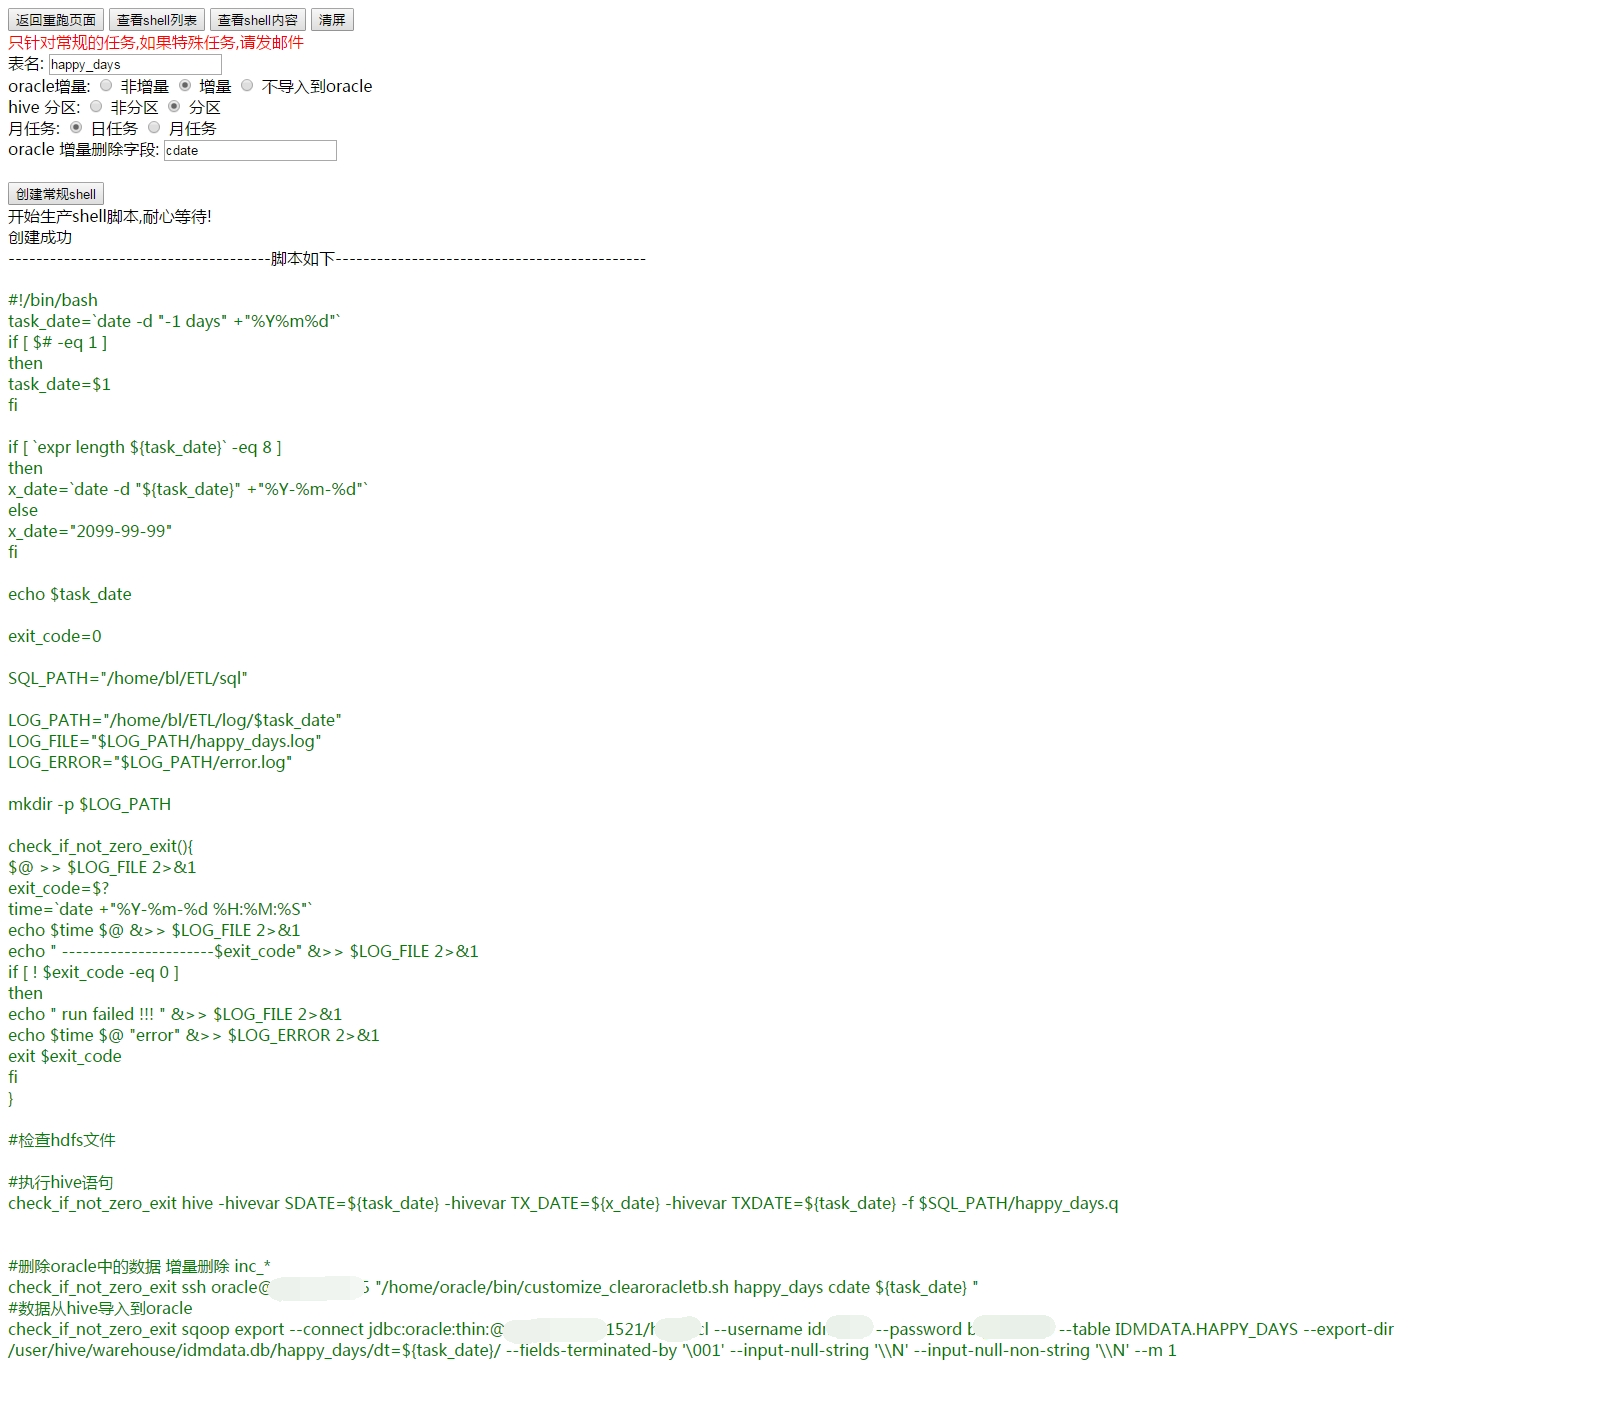 返回重跑页面 查看shell列表 查看shell内容 清屏
只针对常规的任务,如果特殊任务,请发邮件
表名: happy_days
oracle增量: 非增量 增量 不导入到oracle
hive 分区: 非分区 分区
月任务: 日任务 月任务
oracle 增量删除字段: cdate
创建常规shell
开始生产shell脚本,耐心等待!
创建成功
--------------------------------------脚本如下---------------------------------------------
#!/bin/bash
task_date=`date -d "-1 days" +"%Y%m%d"`
if [ $# -eq 1 ]
then
task_date=$1
fi
if [ `expr length ${task_date}` -eq 8 ]
then
x_date=`date -d "${task_date}" +"%Y-%m-%d"`
else
x_date="2099-99-99"
fi
echo $task_date
exit_code=0
SQL_PATH="/home/bl/ETL/sql"
LOG_PATH="/home/bl/ETL/log/$task_date"
LOG_FILE="$LOG_PATH/happy_days.log"
LOG_ERROR="$LOG_PATH/error.log"
mkdir -p $LOG_PATH
check_if_not_zero_exit(){
$@ >> $LOG_FILE 2>&1
exit_code=$?
time=`date +"%Y-%m-%d %H:%M:%S"`
echo $time $@ &>> $LOG_FILE 2>&1
echo " ----------------------$exit_code" &>> $LOG_FILE 2>&1
if [ ! $exit_code -eq 0 ]
then
echo " run failed !!! " &>> $LOG_FILE 2>&1
echo $time $@ "error" &>> $LOG_ERROR 2>&1
exit $exit_code
fi
}
#检查hdfs文件
#执行hive语句
check_if_not_zero_exit hive -hivevar SDATE=${task_date} -hivevar TX_DATE=${x_date} -hivevar TXDATE=${task_date} -f $SQL_PATH/happy_days.q
#删除oracle中的数据 增量删除 inc_*
check_if_not_zero_exit ssh oracle@ "/home/oracle/bin/customize_clearoracletb.sh happy_days cdate ${task_date} "
#数据从hive导入到oracle
check_if_not_zero_exit sqoop export --connect jdbc:oracle:thin:@ 1521/ --username --password --table IDMDATA.HAPPY_DAYS --export-dir
/user/hive/warehouse/idmdata.db/happy_days/dt=${task_date}/ --fields-terminated-by '\001' --input-null-string '\\N' --input-null-non-string '\\N' --m 1